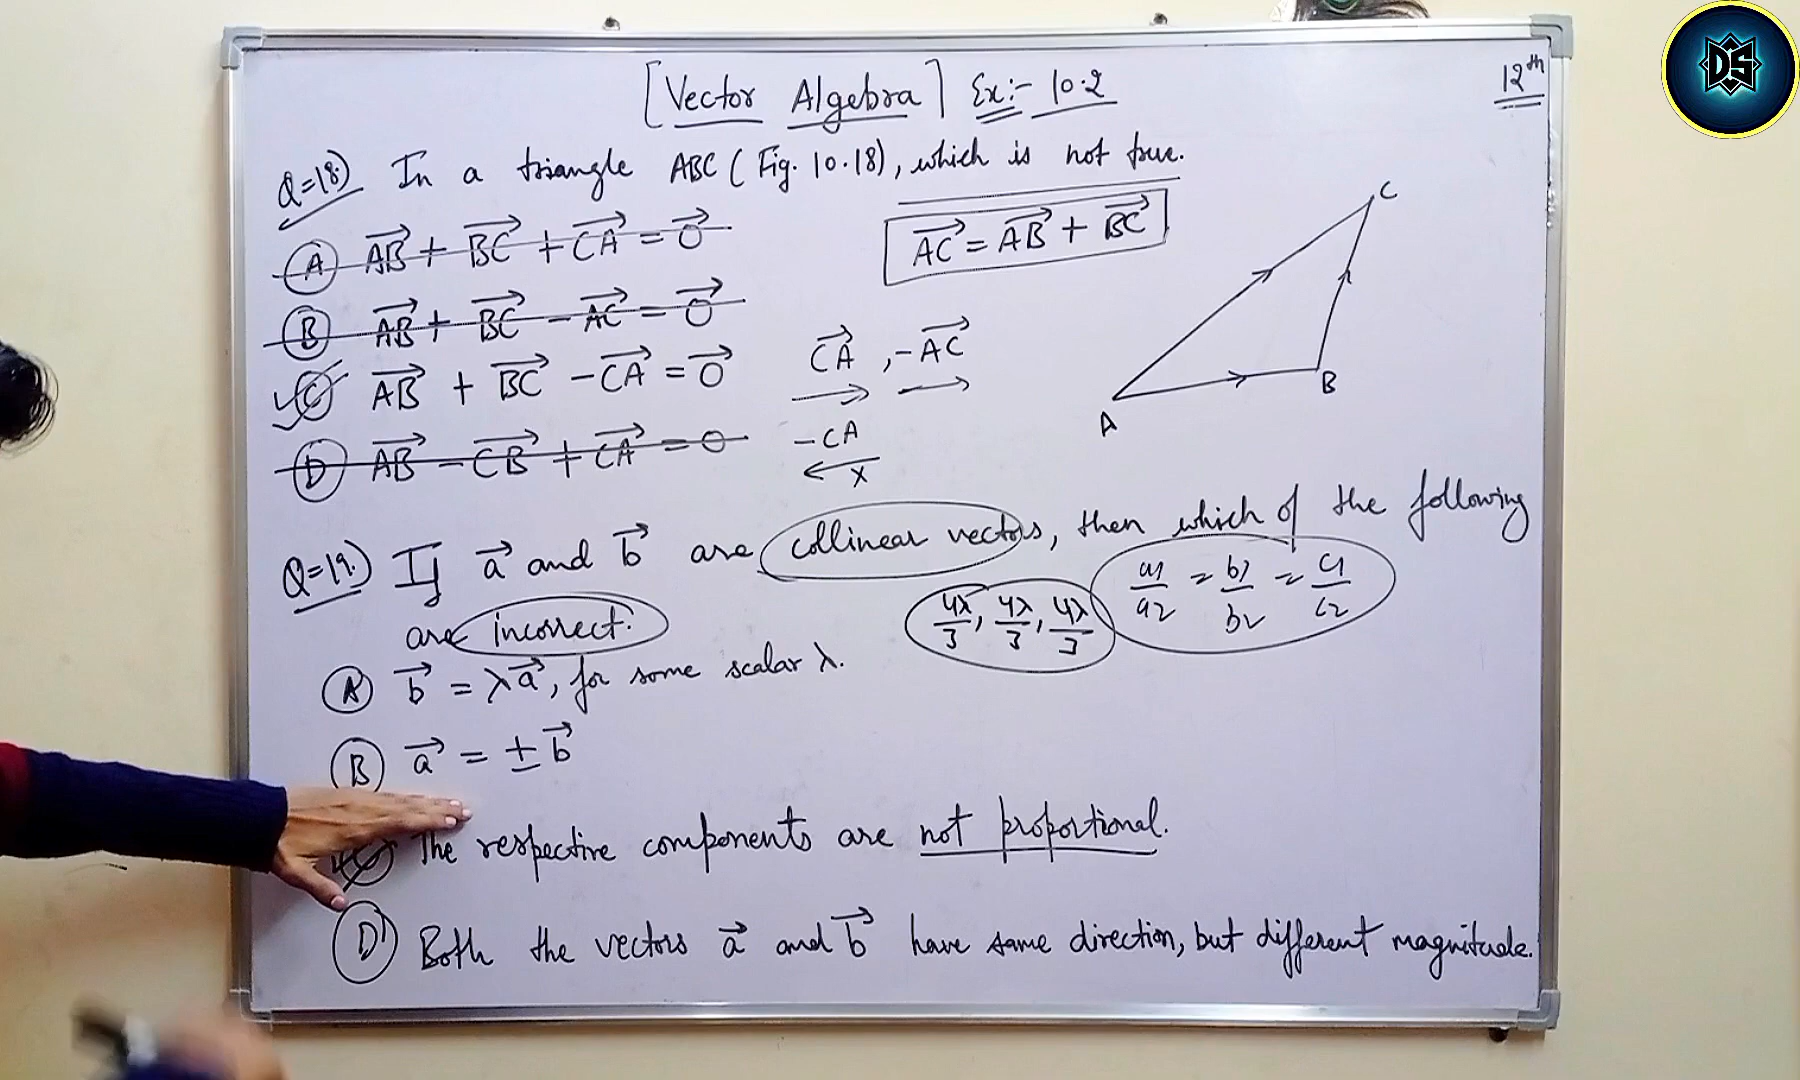 [Vector Algebra] Ex:- 10.2
12th
DS
Q=18) In a triangle ABC (Fig. 10.18), which is not true.
(A) AB→ + BC→ + CA→ = 0→
AC→ = AB→ + BC→
(B) AB→ + BC→ - AC→ = 0→
(C) AB→ + BC→ - CA→ = 0→
CA→, -AC→
(D) AB→ - CB→ + CA→ = 0
-CA
x
C
B
A
Q=19.) If a→ and b→ are collinear vectors, then which of the following
are incorrect.
4λ/3, 4λ/3, 4λ/3
a1/a2 = b1/b2 = c1/c2
(A) b→ = λa→, for some scalar λ.
(B) a→ = ± b→
The respective components are not proportional.
(D) Both the vectors a→ and b→ have same direction, but different magnitude.